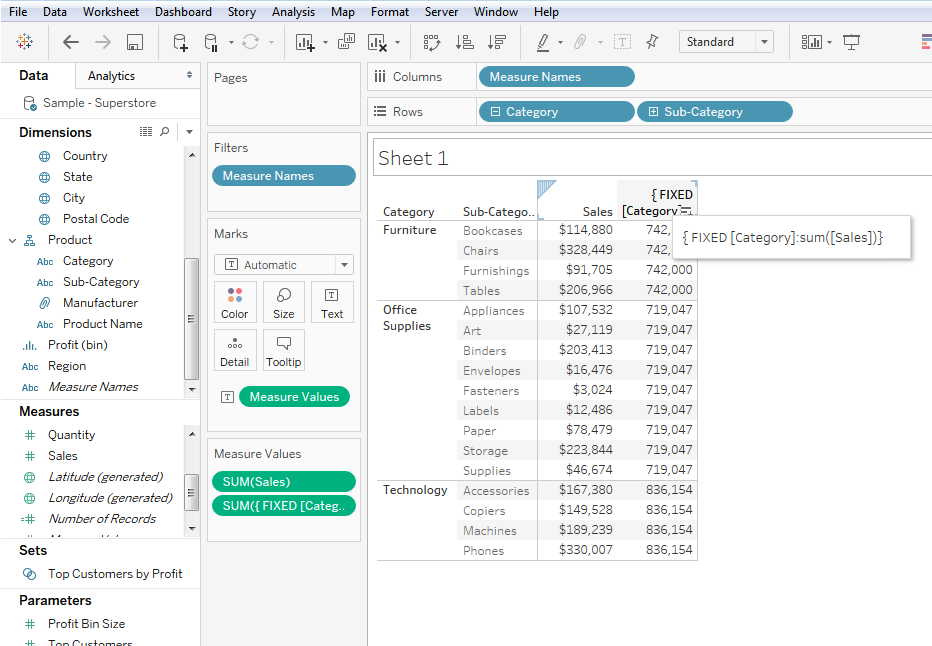 File Data Worksheet Dashboard Story Analysis Map Format Server Window Help
Standard
Data Analytics
Sample - Superstore
Dimensions
Country
State
City
Postal Code
Product
Abc Category
Abc Sub-Category
Manufacturer
Abc Product Name
Profit (bin)
Abc Region
Abc Measure Names
Measures
Quantity
Sales
Latitude (generated)
Longitude (generated)
Number of Records
Sets
Top Customers by Profit
Parameters
Profit Bin Size
Top Customers
Pages
Filters
Measure Names
Marks
T Automatic
Color Size Text
Detail Tooltip
T Measure Values
Measure Values
SUM(Sales)
SUM({ FIXED [Categ..
Columns Measure Names
Rows Category Sub-Category
Sheet 1
{ FIXED
Category Sub-Catego.. Sales [Category]
{ FIXED [Category]:sum([Sales])}
Furniture Bookcases $114,880 742,
Chairs $328,449 742,
Furnishings $91,705 742,000
Tables $206,966 742,000
Office Appliances $107,532 719,047
Supplies Art $27,119 719,047
Binders $203,413 719,047
Envelopes $16,476 719,047
Fasteners $3,024 719,047
Labels $12,486 719,047
Paper $78,479 719,047
Storage $223,844 719,047
Supplies $46,674 719,047
Technology Accessories $167,380 836,154
Copiers $149,528 836,154
Machines $189,239 836,154
Phones $330,007 836,154